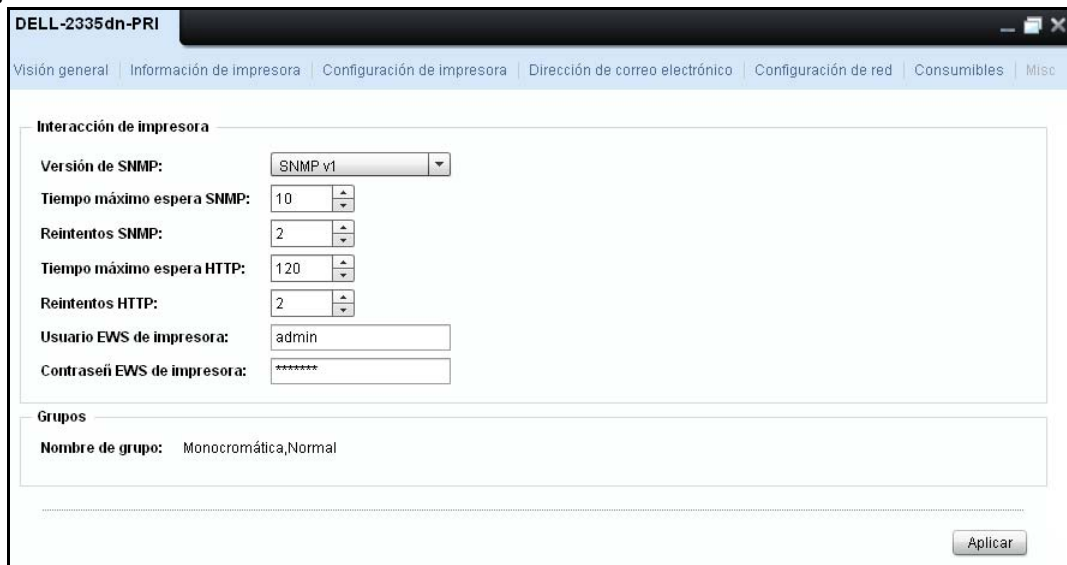 DELL-2335dn-PRI
Visión general | Información de impresora | Configuración de impresora | Dirección de correo electrónico | Configuración de red | Consumibles | Misc
Interacción de impresora
Versión de SNMP: SNMP v1
Tiempo máximo espera SNMP: 10
Reintentos SNMP: 2
Tiempo máximo espera HTTP: 120
Reintentos HTTP: 2
Usuario EWS de impresora: admin
Contraseñ EWS de impresora: *******
Grupos
Nombre de grupo: Monocromática,Normal
Aplicar